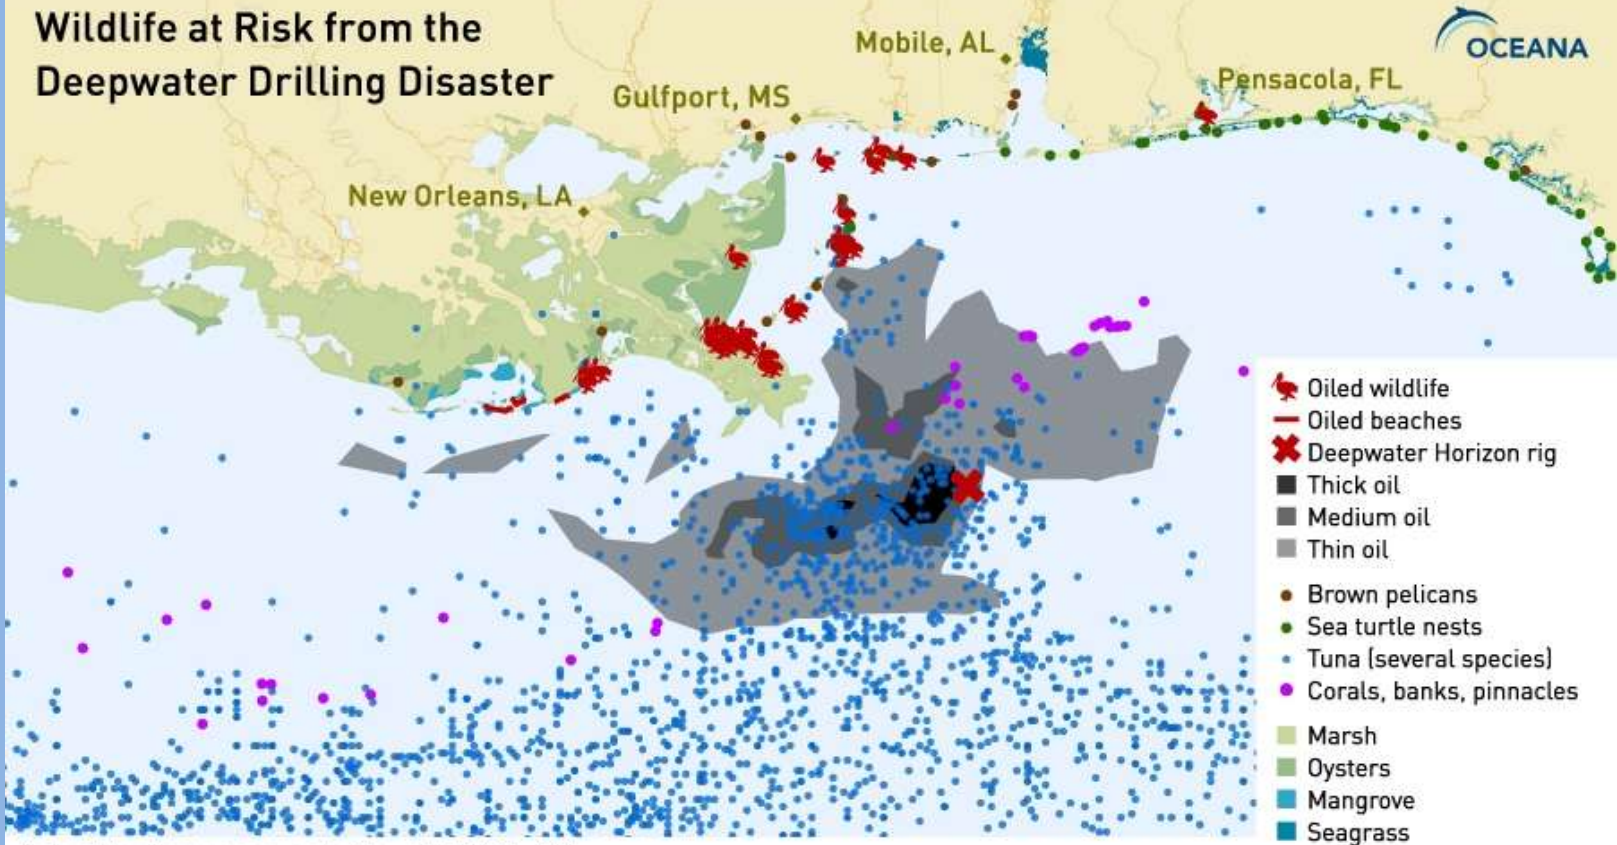 Wildlife at Risk from the
Deepwater Drilling Disaster
OCEANA
Mobile, AL
Pensacola, FL
Gulfport, MS
New Orleans, LA
Oiled wildlife
Oiled beaches
Deepwater Horizon rig
Thick oil
Medium oil
Thin oil
Brown pelicans
Sea turtle nests
Tuna (several species)
Corals, banks, pinnacles
Marsh
Oysters
Mangrove
Seagrass